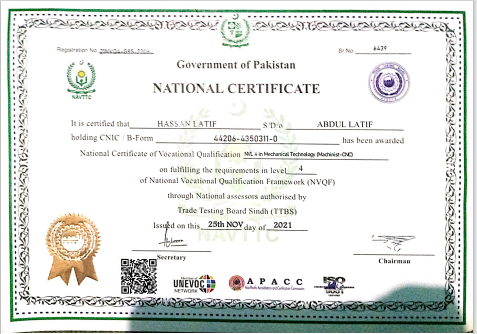 Registration No.
Sr.No. 6439
Government of Pakistan
NATIONAL CERTIFICATE
NAVTTC
It is certified that HASSAN LATIF S/D/o ABDUL LATIF
holding CNIC / B-Form 44206-4350311-0 has been awarded
National Certificate of Vocational Qualification NVL 4 in Mechanical Technology (Machinist-CNC)
on fulfilling the requirements in level 4
of National Vocational Qualification Framework (NVQF)
through National assessors authorised by
Trade Testing Board Sindh (TTBS)
Issued on this 25th NOV day of 2021
NAVTTC
Secretary
Chairman
UNEVOC
NETWORK
APACC
ISO